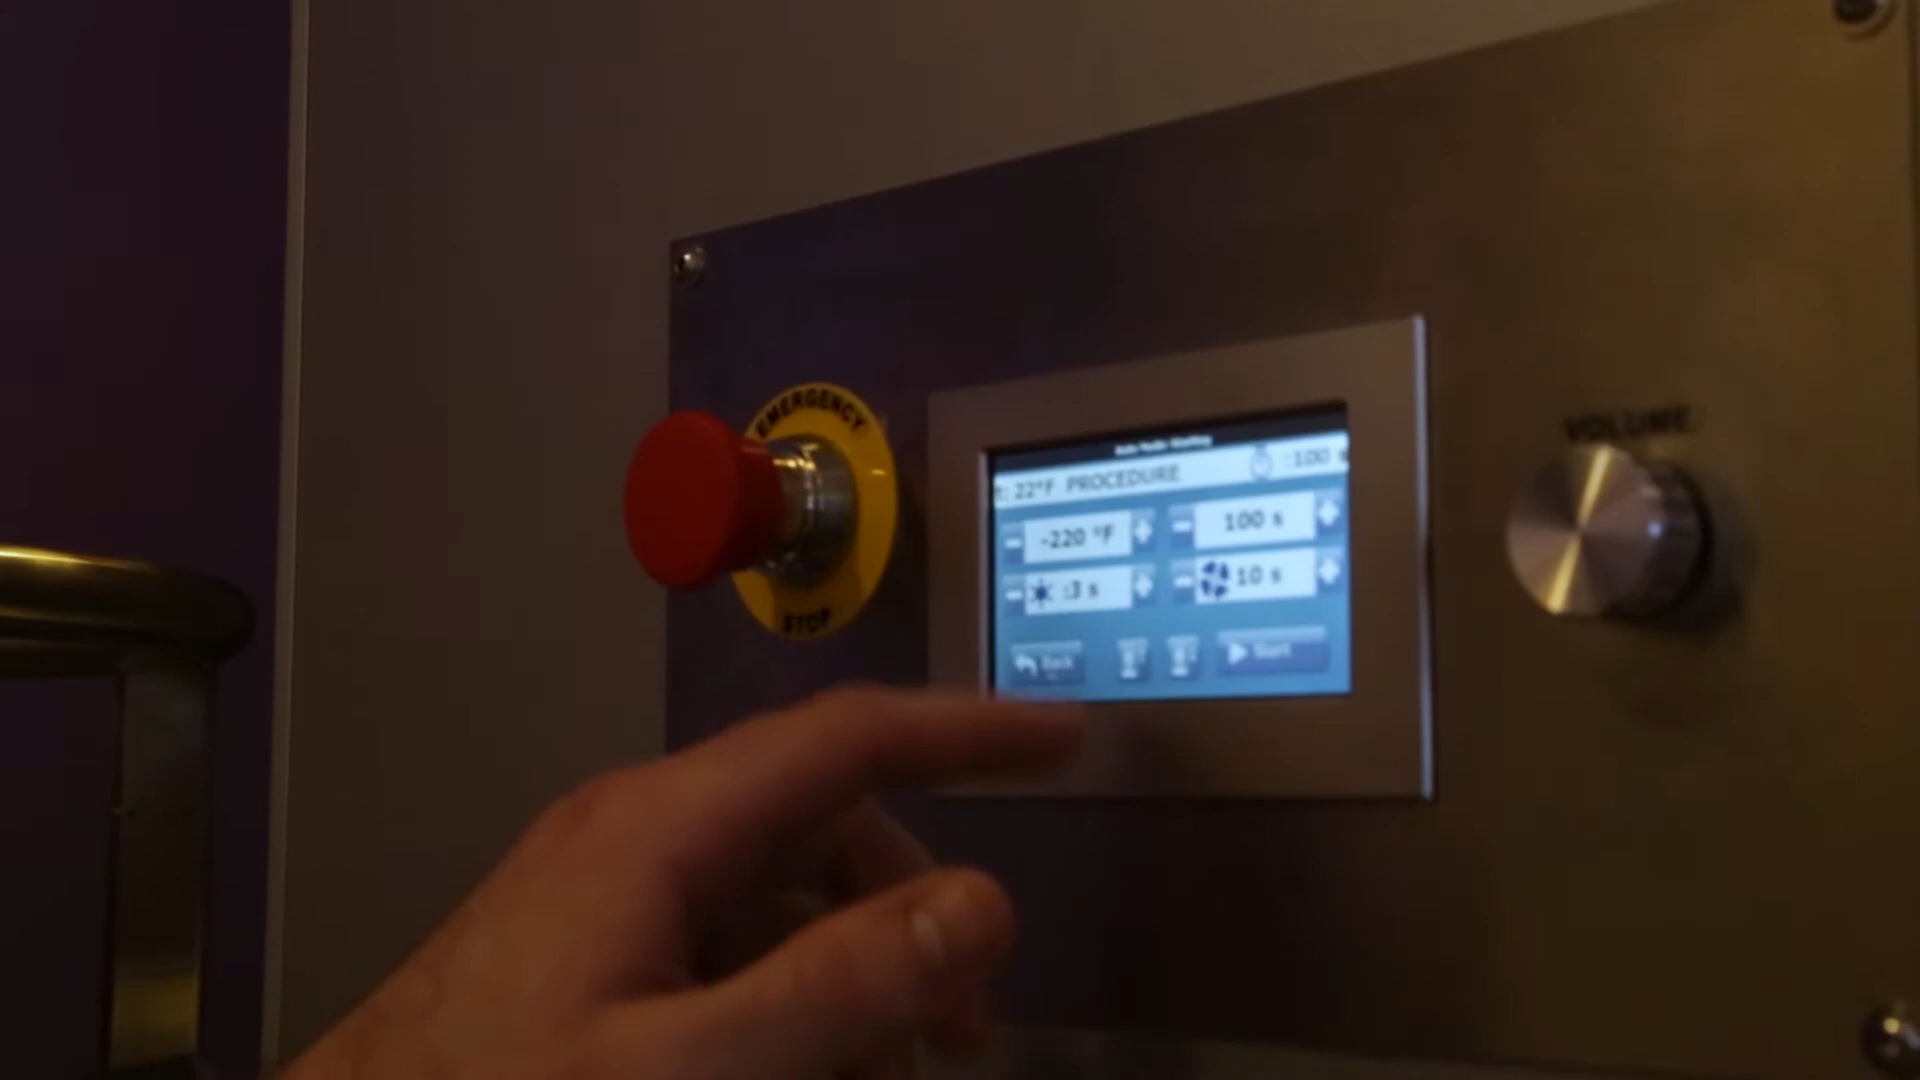 EMERGENCY
STOP
VOLUME
t: 22°F PROCEDURE :100 s
-220 °F 100 s
:3 s 10 s
Back Start